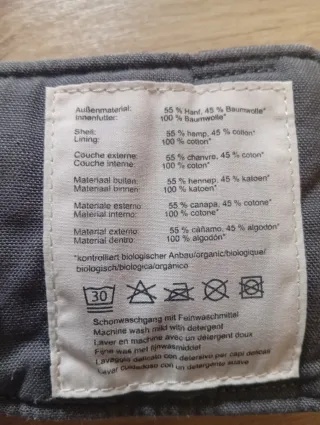 Außenmaterial: 55 % Hanf, 45 % Baumwolle*
Innenfutter: 100 % Baumwolle*
Shell: 55 % hemp, 45 % cotton*
Lining: 100 % cotton*
Couche externe: 55 % chanvre, 45 % coton*
Couche interne: 100 % coton*
Materiaal buiten: 55 % hennep, 45 % katoen*
Materiaal binnen: 100 % katoen*
Materiale esterno: 55 % canapa, 45 % cotone*
Material interno: 100 % cotone*
Material externo: 55 % cáñamo, 45 % algodón*
Material dentro: 100 % algodón*
*kontrolliert biologischer Anbau/organic/biologique/
biologisch/biologica/orgánico
30
Schonwaschgang mit Feinwaschmittel
Machine wash mild with detergent
Laver en machine avec un détergent doux
Fijne was met fijnwasmiddel
Lavaggio delicato con detersivo per capi delicati
Lavar cuidadoso con un detergente suave